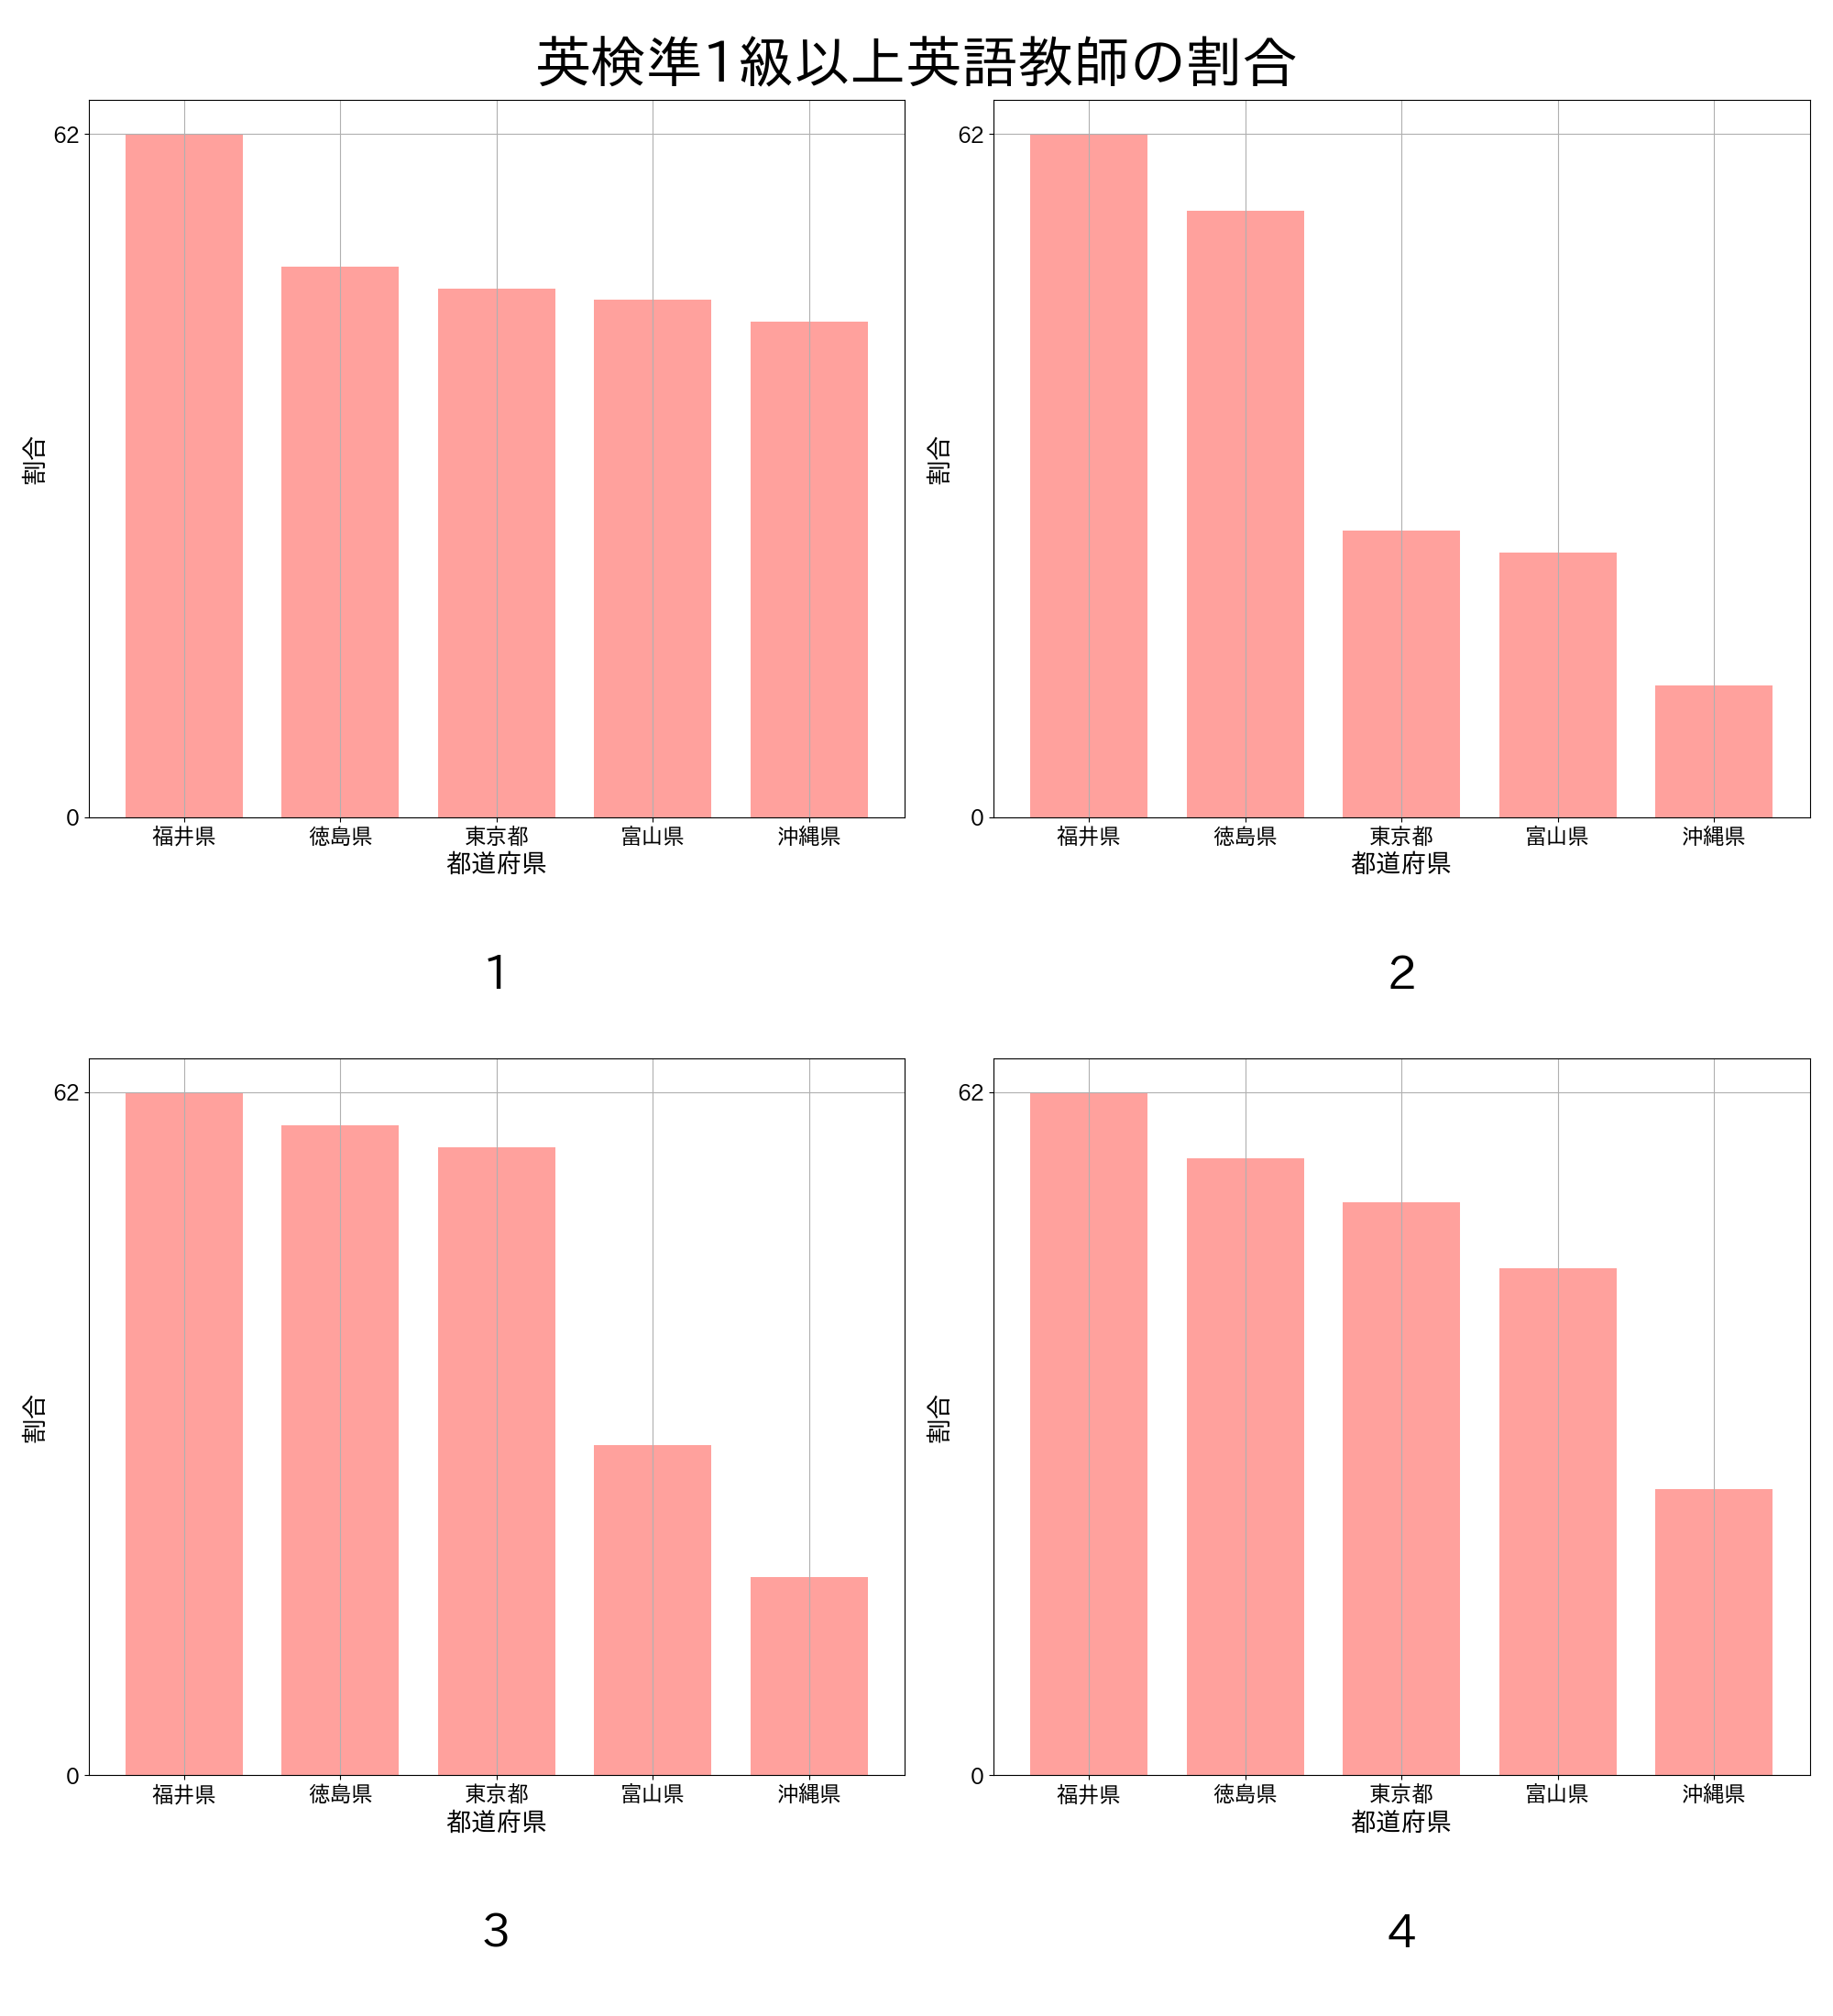 英検準1級以上英語教師の割合
62
0
割合
福井県 徳島県 東京都 富山県 沖縄県
都道府県
1
62
0
割合
福井県 徳島県 東京都 富山県 沖縄県
都道府県
2
62
0
割合
福井県 徳島県 東京都 富山県 沖縄県
都道府県
3
62
0
割合
福井県 徳島県 東京都 富山県 沖縄県
都道府県
4